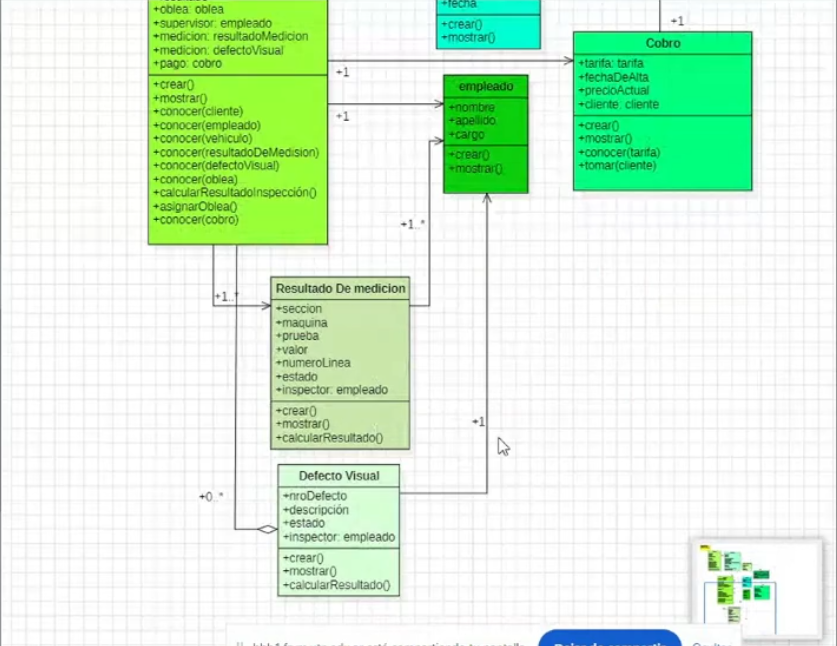 +oblea: oblea
+supervisor: empleado
+medicion: resultadoMedicion
+medicion: defectoVisual
+pago: cobro
+crear()
+mostrar()
+conocer(cliente)
+conocer(empleado)
+conocer(vehiculo)
+conocer(resultadoDeMedision)
+conocer(defectoVisual)
+conocer(oblea)
+calcularResultadoInspección()
+asignarOblea()
+conocer(cobro)
+fecha
+crear()
+mostrar()
+1
Cobro
+tarifa: tarifa
+fechaDeAlta
+precioActual
+cliente: cliente
+crear()
+mostrar()
+conocer(tarifa)
+tomar(cliente)
+1
+1
empleado
+nombre
+apellido
+cargo
+crear()
+mostrar()
+1..*
+1..*
Resultado De medicion
+seccion
+maquina
+prueba
+valor
+numeroLinea
+estado
+inspector: empleado
+crear()
+mostrar()
+calcularResultado()
+1
+0..*
Defecto Visual
+nroDefecto
+descripción
+estado
+inspector: empleado
+crear()
+mostrar()
+calcularResultado()